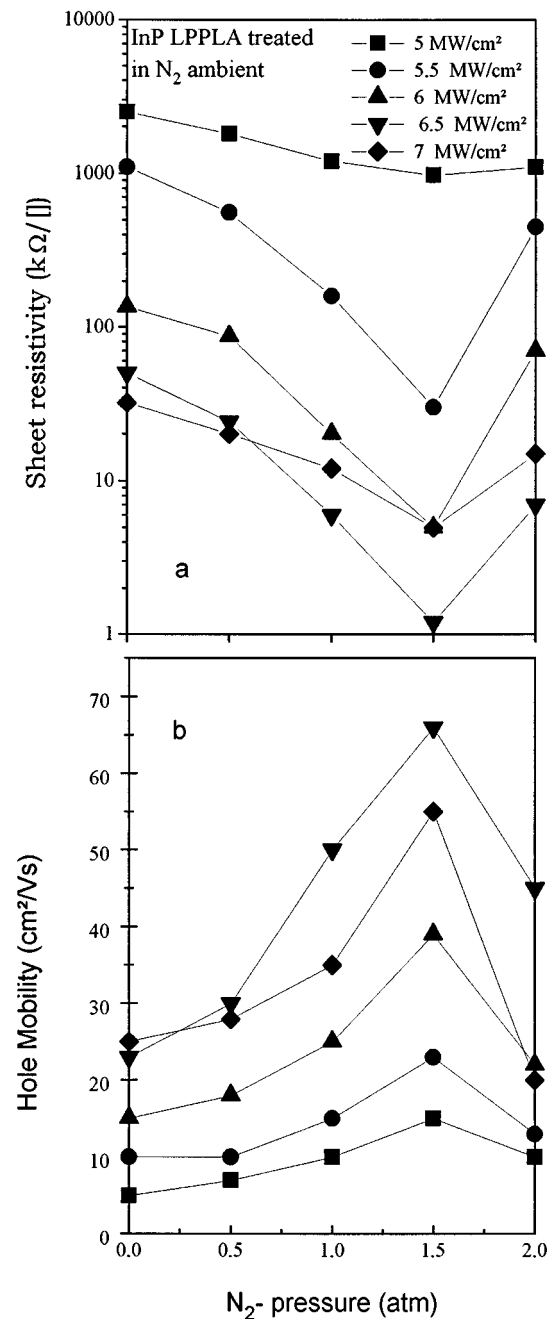 10000
1000
100
10
1
Sheet resistivity (kΩ/[])
InP LPPLA treated
in N₂ ambient
5 MW/cm²
5.5 MW/cm²
6 MW/cm²
6.5 MW/cm²
7 MW/cm²
a
70
60
50
40
30
20
10
0
Hole Mobility (cm²/Vs)
b
0.0 0.5 1.0 1.5 2.0
N₂- pressure (atm)